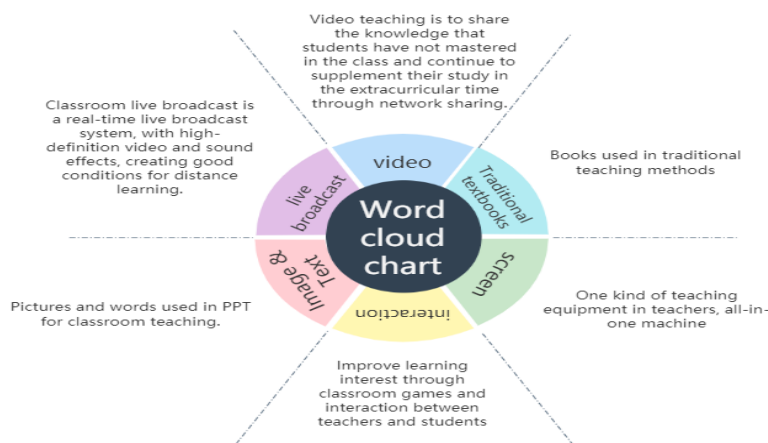 Video teaching is to share
the knowledge that
students have not mastered
in the class and continue to
supplement their study in
the extracurricular time
through network sharing.
Classroom live broadcast is
a real-time live broadcast
system, with high-
definition video and sound
effects, creating good
conditions for distance
learning.
Books used in traditional
teaching methods
video
live
broadcast
Traditional
textbooks
Word
cloud
chart
Image &
Text
screen
interaction
Pictures and words used in PPT
for classroom teaching.
One kind of teaching
equipment in teachers, all-in-
one machine
Improve learning
interest through
classroom games and
interaction between
teachers and students